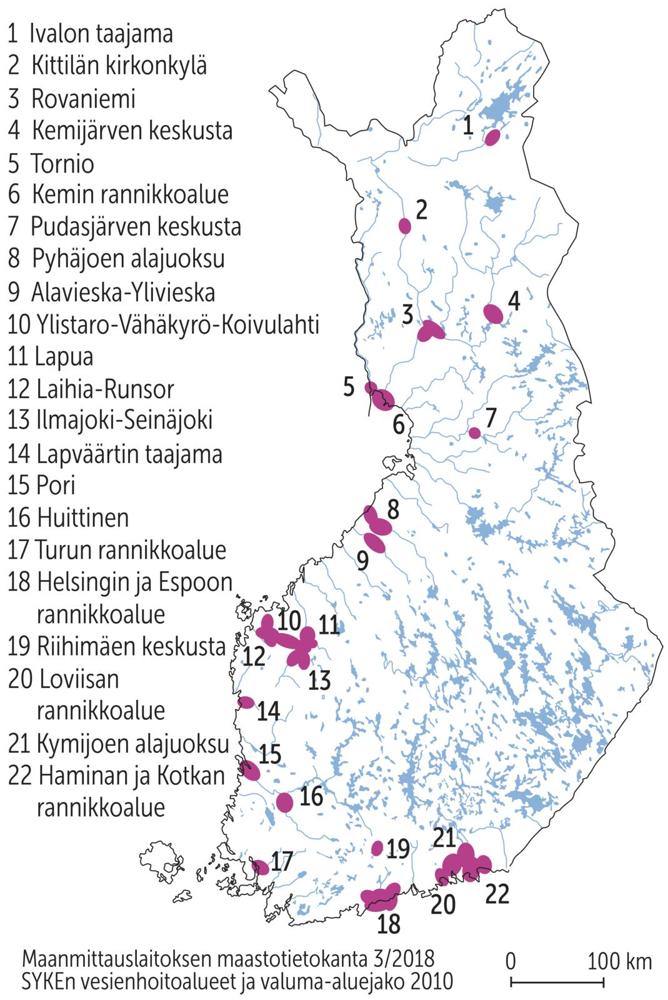 1 Ivalon taajama
2 Kittilän kirkonkylä
3 Rovaniemi
4 Kemijärven keskusta
5 Tornio
6 Kemin rannikkoalue
7 Pudasjärven keskusta
8 Pyhäjoen alajuoksu
9 Alavieska-Ylivieska
10 Ylistaro-Vähäkyrö-Koivulahti
11 Lapua
12 Laihia-Runsor
13 Ilmajoki-Seinäjoki
14 Lapväärtin taajama
15 Pori
16 Huittinen
17 Turun rannikkoalue
18 Helsingin ja Espoon
rannikkoalue
19 Riihimäen keskusta
20 Loviisan
rannikkoalue
21 Kymijoen alajuoksu
22 Haminan ja Kotkan
rannikkoalue
1
2
3
4
5
6
7
8
9
10
11
12
13
14
15
16
17
18
19
20
21
22
Maanmittauslaitoksen maastotietokanta 3/2018
SYKEn vesienhoitoalueet ja valuma-aluejako 2010
0 100 km